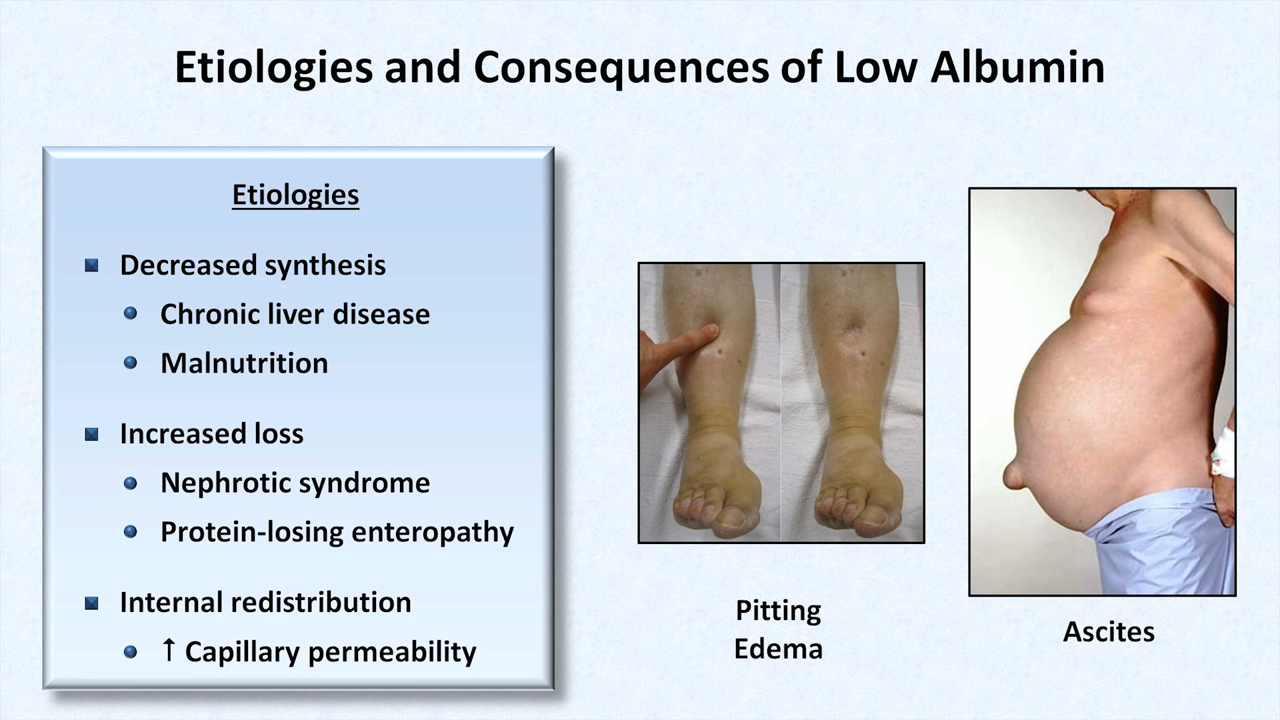 Etiologies and Consequences of Low Albumin
Etiologies
Decreased synthesis
Chronic liver disease
Malnutrition
Increased loss
Nephrotic syndrome
Protein-losing enteropathy
Internal redistribution
↑ Capillary permeability
Pitting
Edema
Ascites